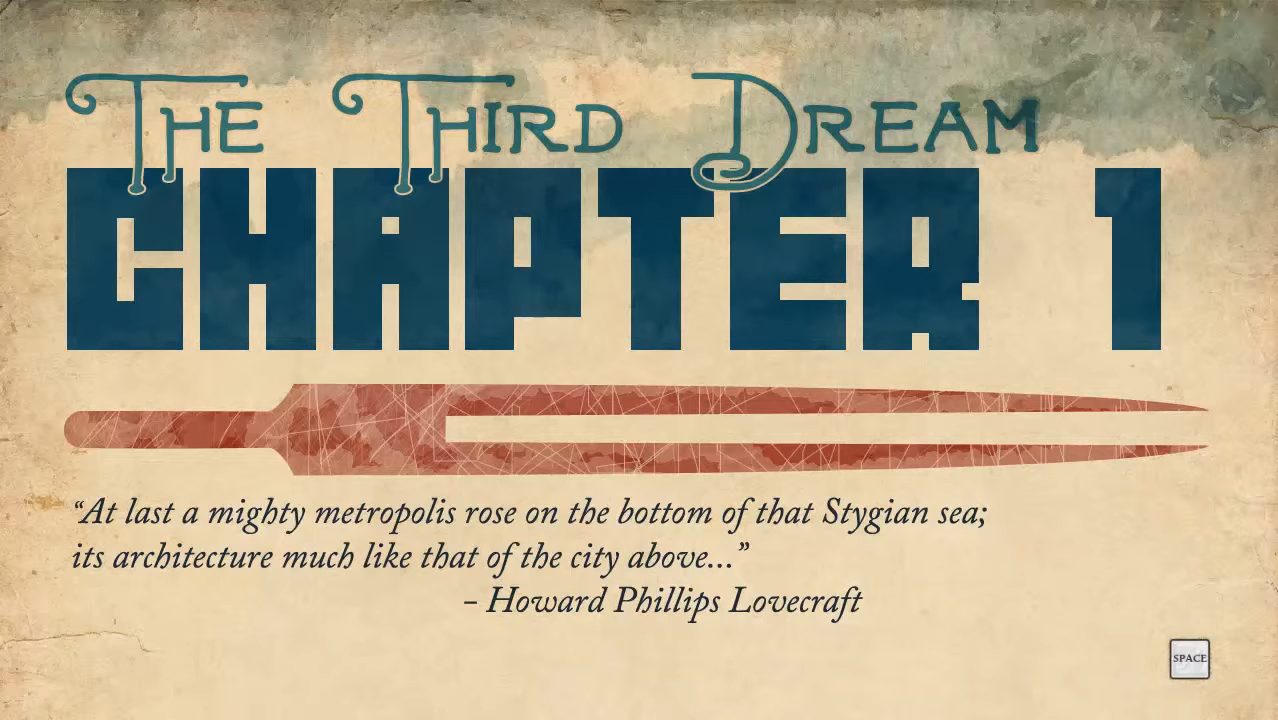 The Third Dream
CHAPTER 1
“At last a mighty metropolis rose on the bottom of that Stygian sea;
its architecture much like that of the city above...”
– Howard Phillips Lovecraft
SPACE